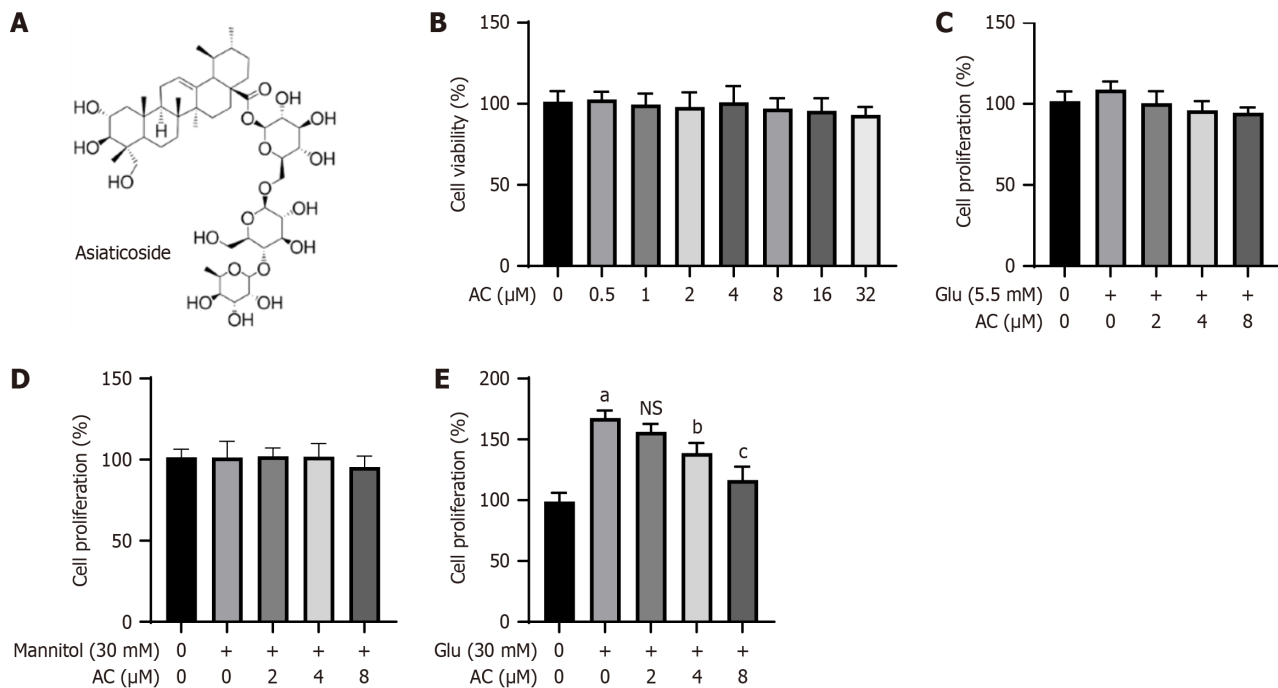 A
HO
HO
HO
H
O
O
OH
OH
OH
O
O
OH
OH
O
HO
O
O
HO
OH
OH
Asiaticoside
B
Cell viability (%)
150
100
50
0
AC (μM) 0 0.5 1 2 4 8 16 32
C
Cell proliferation (%)
150
100
50
0
Glu (5.5 mM) 0 + + + +
AC (μM) 0 0 2 4 8
D
Cell proliferation (%)
150
100
50
0
Mannitol (30 mM) 0 + + + +
AC (μM) 0 0 2 4 8
E
Cell proliferation (%)
200
150
100
50
0
a
NS
b
c
Glu (30 mM) 0 + + + +
AC (μM) 0 0 2 4 8